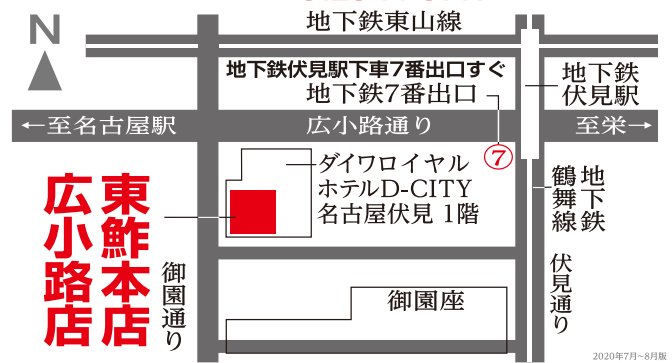 地下鉄東山線
N
地下鉄伏見駅下車7番出口すぐ
地下鉄7番出口
地下鉄
伏見駅
←至名古屋駅
広小路通り
至栄→
⑦
ダイワロイヤル
ホテルD-CITY
名古屋伏見 1階
東鮓本店
広小路店
御園通り
地下鉄
鶴舞線
伏見通り
御園座
2020年7月~8月版